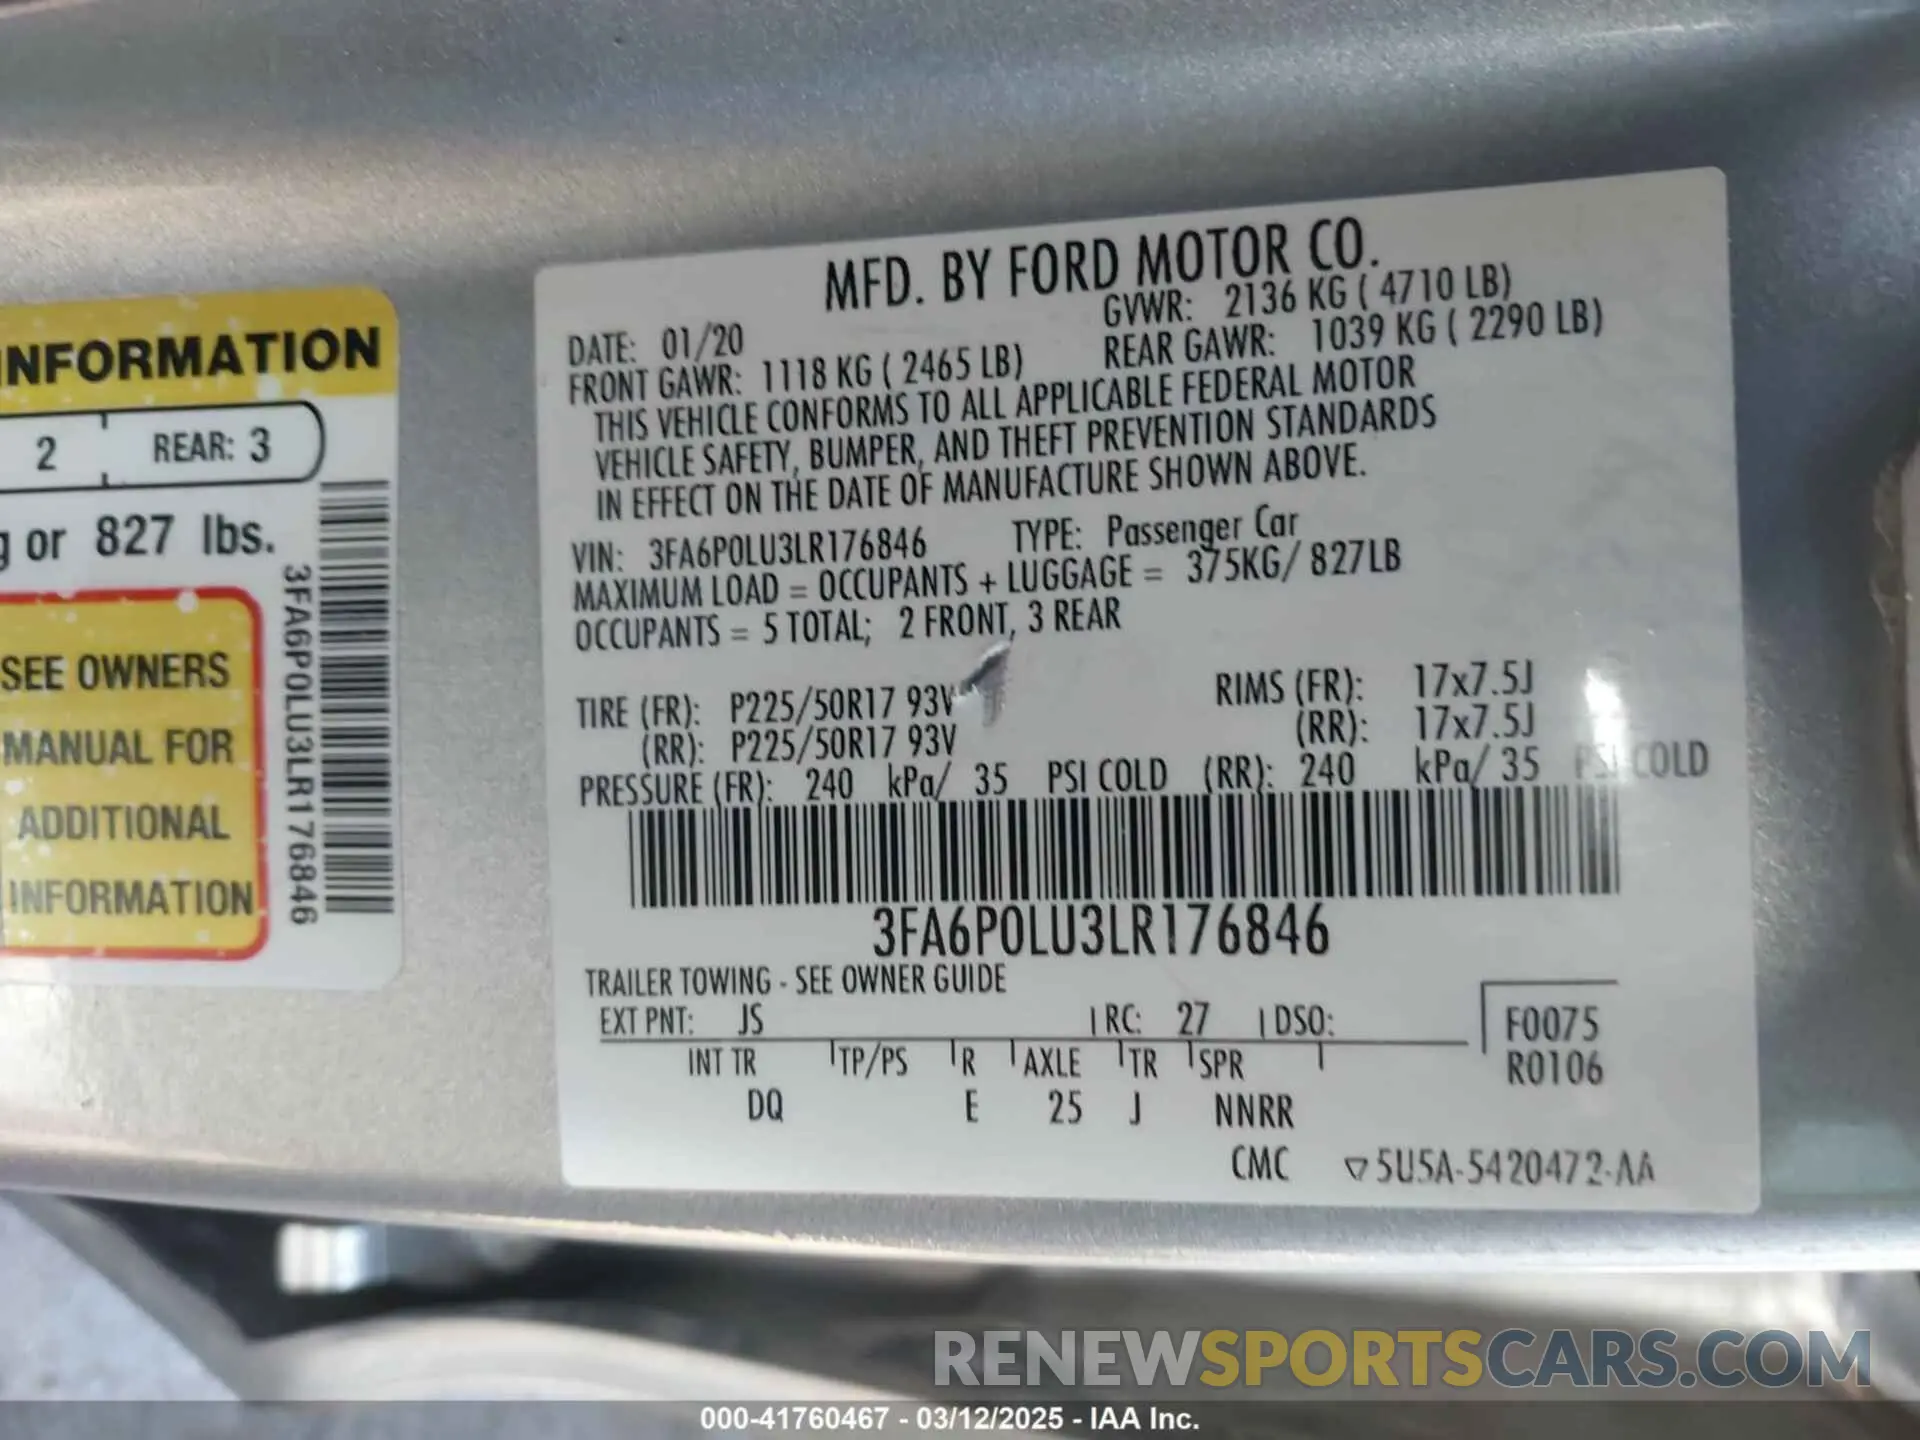 INFORMATION
2 REAR: 3
g or 827 lbs.
SEE OWNERS
MANUAL FOR
ADDITIONAL
INFORMATION
3FA6P0LU3LR176846
MFD. BY FORD MOTOR CO.
DATE: 01/20 GVWR: 2136 KG ( 4710 LB)
FRONT GAWR: 1118 KG ( 2465 LB) REAR GAWR: 1039 KG ( 2290 LB)
THIS VEHICLE CONFORMS TO ALL APPLICABLE FEDERAL MOTOR
VEHICLE SAFETY, BUMPER, AND THEFT PREVENTION STANDARDS
IN EFFECT ON THE DATE OF MANUFACTURE SHOWN ABOVE.
VIN: 3FA6P0LU3LR176846 TYPE: Passenger Car
MAXIMUM LOAD = OCCUPANTS + LUGGAGE = 375KG/ 827LB
OCCUPANTS = 5 TOTAL; 2 FRONT, 3 REAR
TIRE (FR): P225/50R17 93V RIMS (FR): 17x7.5J
(RR): P225/50R17 93V (RR): 17x7.5J
PRESSURE (FR): 240 kPa/ 35 PSI COLD (RR): 240 kPa/ 35 PSI COLD
3FA6P0LU3LR176846
TRAILER TOWING - SEE OWNER GUIDE
EXT PNT: JS RC: 27 DSO: F0075
INT TR TP/PS R AXLE TR SPR R0106
DQ E 25 J NNRR
CMC ▽5U5A-5420472-AA
RENEWSPORTSCARS.COM
000-41760467 - 03/12/2025 - IAA Inc.